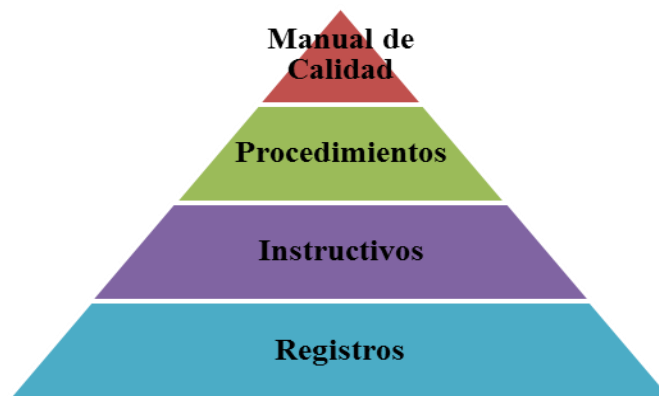 Manual de
Calidad
Procedimientos
Instructivos
Registros